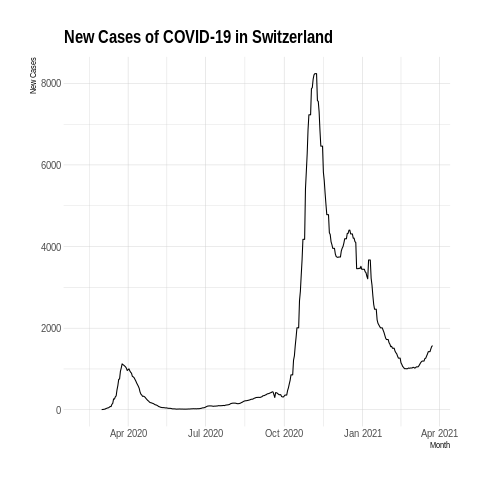 New Cases of COVID-19 in Switzerland
New Cases
8000
6000
4000
2000
0
Apr 2020 Jul 2020 Oct 2020 Jan 2021 Apr 2021
Month